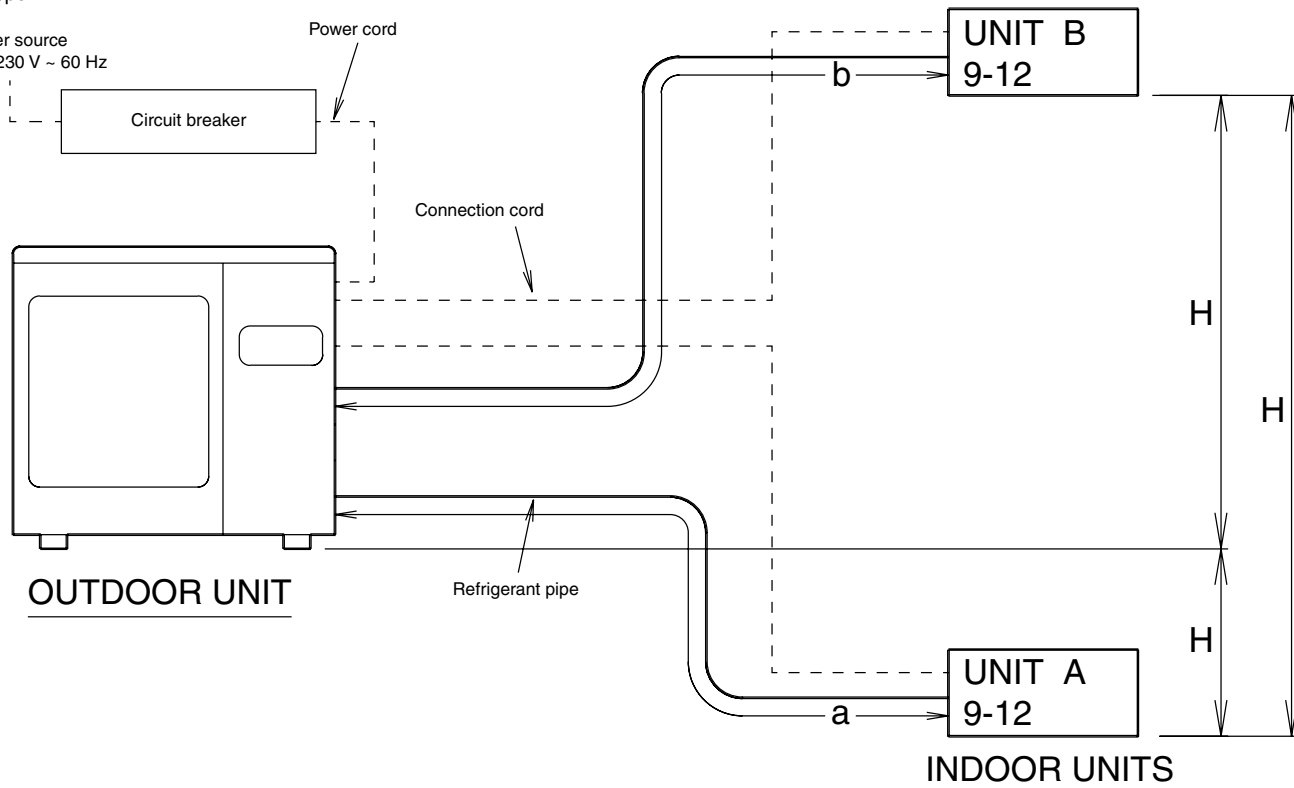 er source
230 V ~ 60 Hz
Power cord
Circuit breaker
UNIT B
9-12
b
Connection cord
H
H
OUTDOOR UNIT
Refrigerant pipe
H
UNIT A
9-12
a
INDOOR UNITS